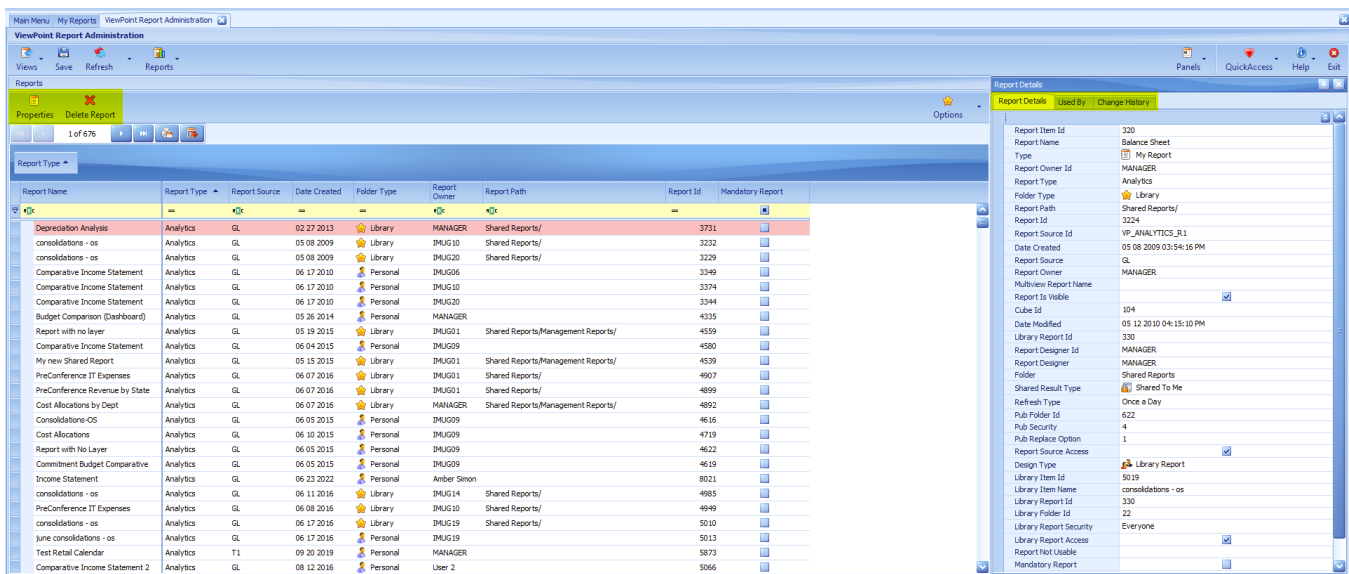 Main Menu My Reports ViewPoint Report Administration
ViewPoint Report Administration
Views Save Refresh Reports Panels QuickAccess Help Exit
Reports
Properties Delete Report Options
1 of 676
Report Type
Report Name Report Type Report Source Date Created Folder Type Report Owner Report Path Report Id Mandatory Report
= = = =
Depreciation Analysis Analytics GL 02 27 2013 Library MANAGER Shared Reports/ 3731
consolidations - os Analytics GL 05 08 2009 Library IMUG10 Shared Reports/ 3232
consolidations - os Analytics GL 05 08 2009 Library IMUG20 Shared Reports/ 3229
Comparative Income Statement Analytics GL 06 17 2010 Personal IMUG06 3349
Comparative Income Statement Analytics GL 06 17 2010 Personal IMUG10 3374
Comparative Income Statement Analytics GL 06 17 2010 Personal IMUG20 3344
Budget Comparison (Dashboard) Analytics GL 05 26 2014 Personal MANAGER 4335
Report with no layer Analytics GL 05 19 2015 Library IMUG01 Shared Reports/Management Reports/ 4559
Comparative Income Statement Analytics GL 06 04 2015 Personal IMUG09 4580
My new Shared Report Analytics GL 05 15 2015 Library IMUG01 Shared Reports/Management Reports/ 4539
PreConference IT Expenses Analytics GL 06 07 2016 Library IMUG01 Shared Reports/ 4907
PreConference Revenue by State Analytics GL 06 07 2016 Library IMUG01 Shared Reports/ 4899
Cost Allocations by Dept Analytics GL 06 07 2016 Library MANAGER Shared Reports/Management Reports/ 4892
Consolidations-OS Analytics GL 06 05 2015 Personal IMUG09 4616
Cost Allocations Analytics GL 06 10 2015 Personal IMUG09 4719
Report with No Layer Analytics GL 06 05 2015 Personal IMUG09 4622
Commitment Budget Comparative Analytics GL 06 05 2015 Personal IMUG09 4619
Income Statement Analytics GL 06 23 2022 Personal Amber Simon 8021
consolidations - os Analytics GL 06 11 2016 Library IMUG14 Shared Reports/ 4985
PreConference IT Expenses Analytics GL 06 08 2016 Library IMUG10 Shared Reports/ 4949
consolidations - os Analytics GL 06 17 2016 Library IMUG19 Shared Reports/ 5010
june consolidations - os Analytics GL 06 17 2016 Personal IMUG19 5013
Test Retail Calendar Analytics T1 09 20 2019 Personal MANAGER 5873
Comparative Income Statement 2 Analytics GL 08 12 2016 Personal User 2 5066
Report Details
Report Details Used By Change History
Report Item Id 320
Report Name Balance Sheet
Type My Report
Report Owner Id MANAGER
Report Type Analytics
Folder Type Library
Report Path Shared Reports/
Report Id 3224
Report Source Id VP_ANALYTICS_R1
Date Created 05 08 2009 03:54:16 PM
Report Source GL
Report Owner MANAGER
Multiview Report Name
Report Is Visible
Cube Id 104
Date Modified 05 12 2010 04:15:10 PM
Library Report Id 330
Report Designer Id MANAGER
Report Designer MANAGER
Folder Shared Reports
Shared Result Type Shared To Me
Refresh Type Once a Day
Pub Folder Id 622
Pub Security 4
Pub Replace Option 1
Report Source Access
Design Type Library Report
Library Item Id 5019
Library Item Name consolidations - os
Library Report Id 330
Library Folder Id 22
Library Report Security Everyone
Library Report Access
Report Not Usable
Mandatory Report